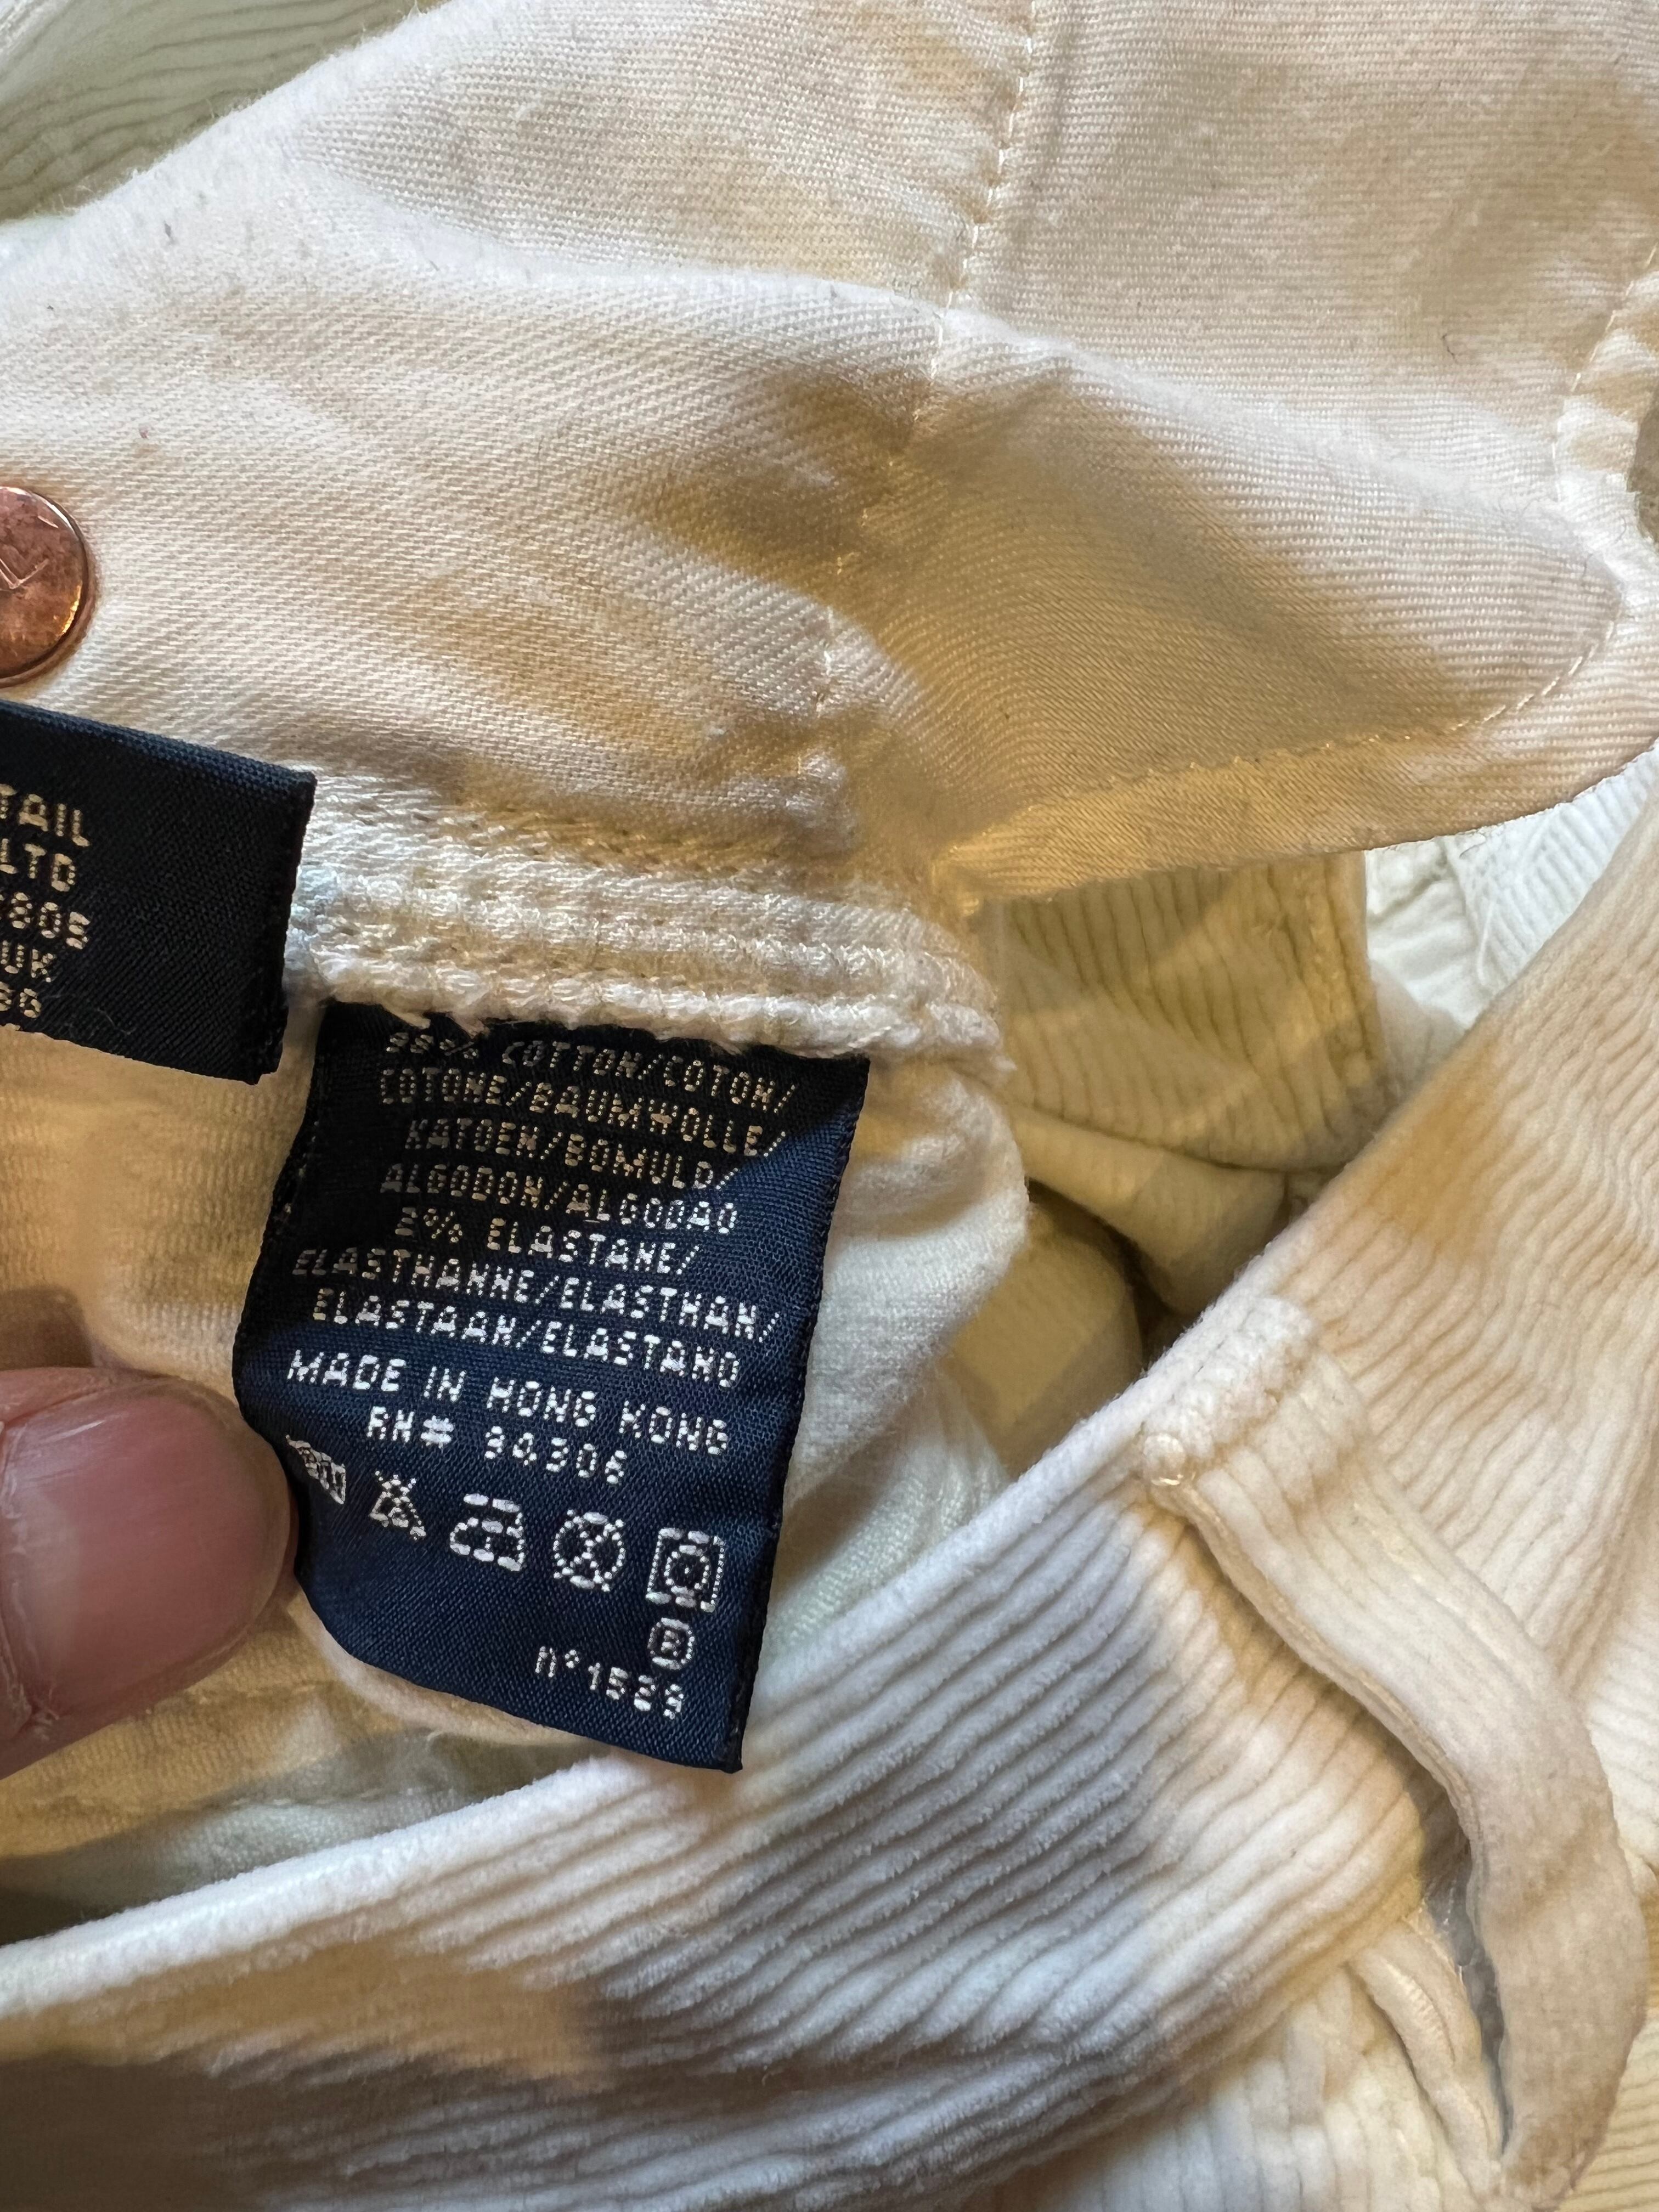 TAIL
LTD
UK
98% COTTON/COTON/
COTONE/BAUMWOLLE/
KATOEN/BOMULD/
ALGODON/ALGODAO
2% ELASTANE/
ELASTHANNE/ELASTHAN/
ELASTAAN/ELASTANO
MADE IN HONG KONG
RN# 94306
n°1529